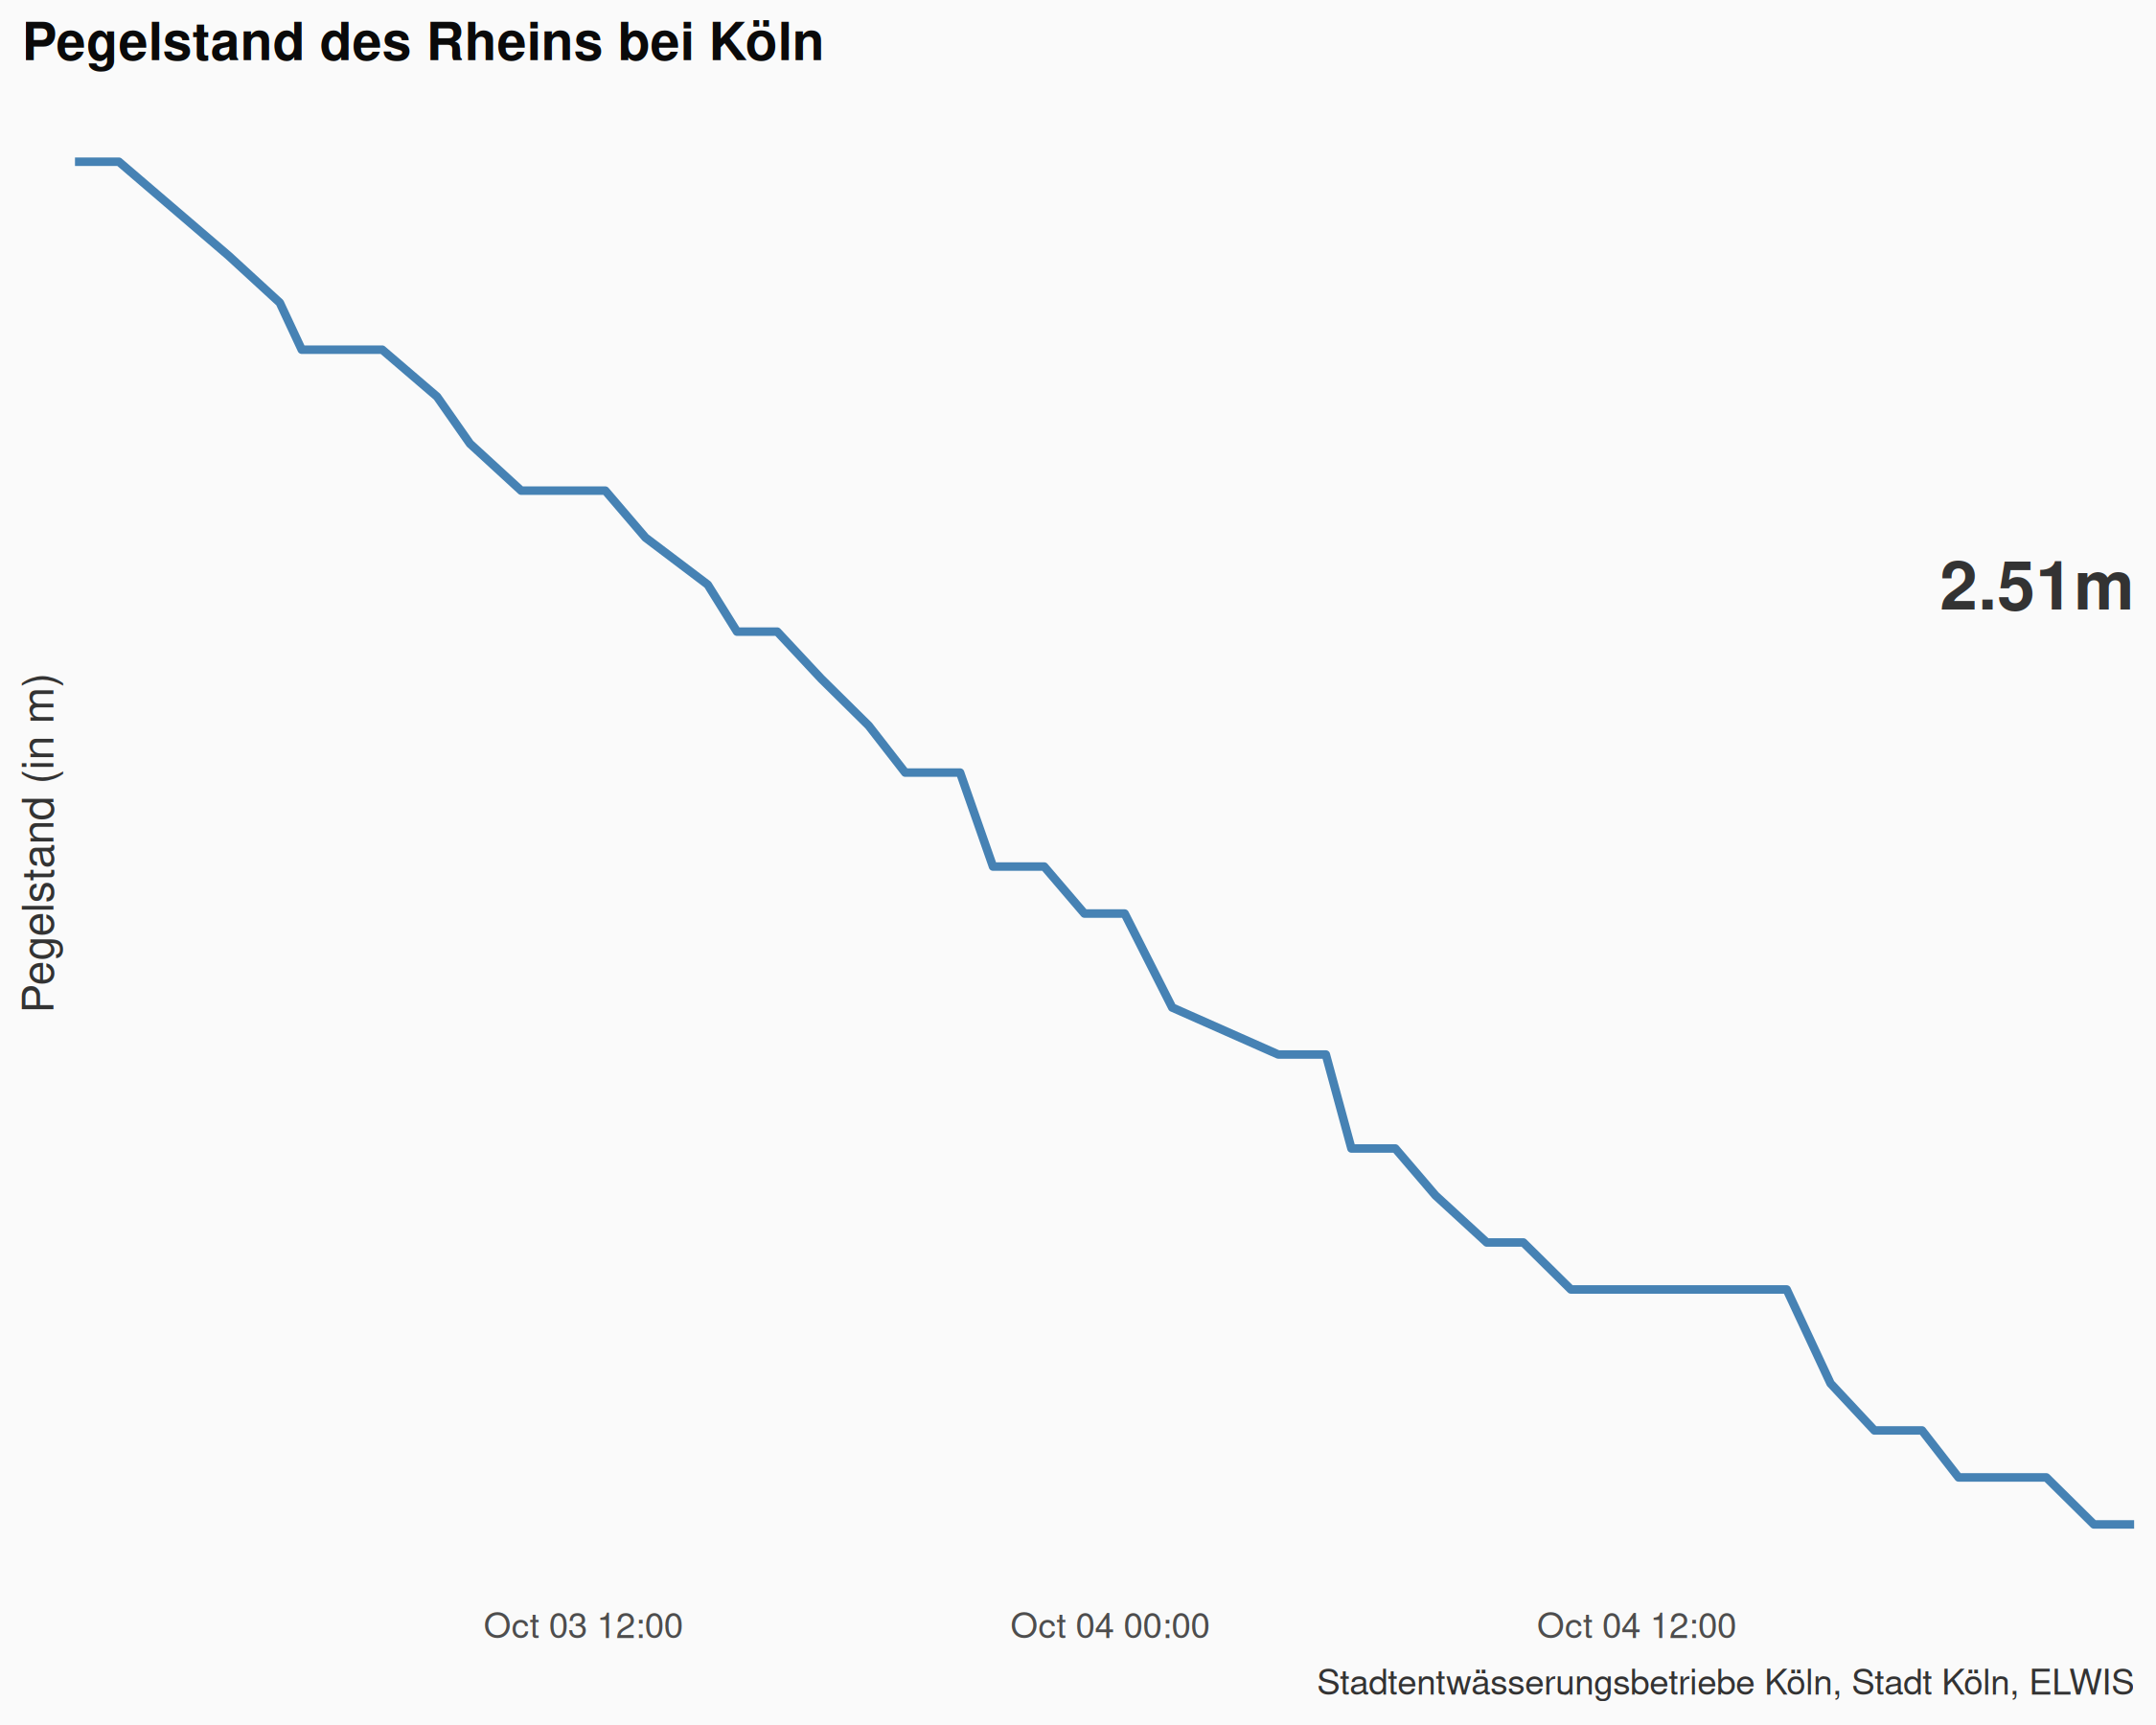 Pegelstand des Rheins bei Köln
2.51m
Pegelstand (in m)
Oct 03 12:00
Oct 04 00:00
Oct 04 12:00
Stadtentwässerungsbetriebe Köln, Stadt Köln, ELWIS